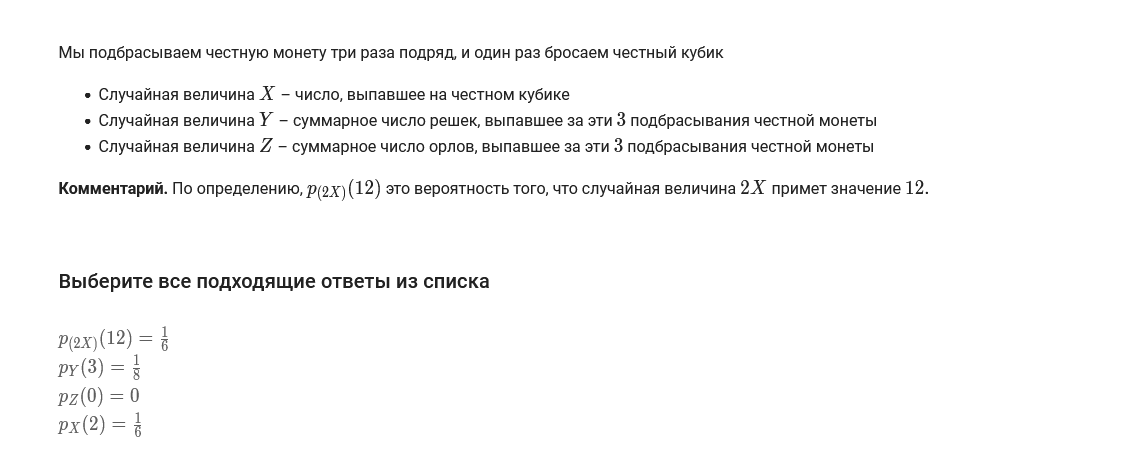 Мы подбрасываем честную монету три раза подряд, и один раз бросаем честный кубик
• Случайная величина X – число, выпавшее на честном кубике
• Случайная величина Y – суммарное число решек, выпавшее за эти 3 подбрасывания честной монеты
• Случайная величина Z – суммарное число орлов, выпавшее за эти 3 подбрасывания честной монеты
Комментарий. По определению, p_{(2X)}(12) это вероятность того, что случайная величина 2X примет значение 12.
Выберите все подходящие ответы из списка
p_{(2X)}(12) = \frac{1}{6}
p_Y(3) = \frac{1}{8}
p_Z(0) = 0
p_X(2) = \frac{1}{6}